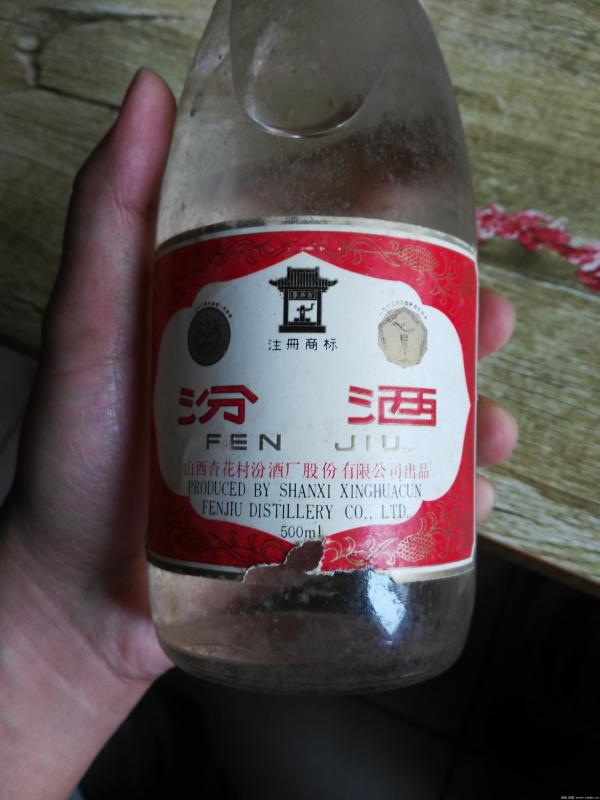 注册商标
汾酒
FEN JIU
山西杏花村汾酒厂股份有限公司出品
PRODUCED BY SHANXI XINGHUACUN
FENJIU DISTILLERY CO., LTD.
500ml